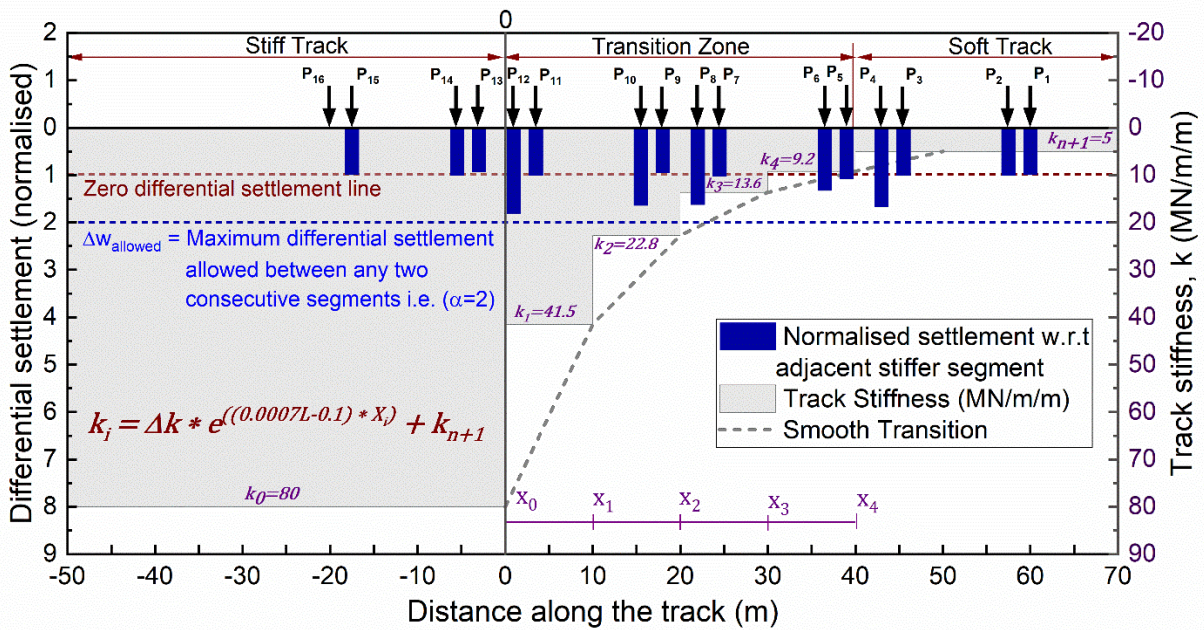 0
Stiff Track
Transition Zone
Soft Track
P16 P15 P14 P13 P12 P11 P10 P9 P8 P7 P6 P5 P4 P3 P2 P1
Zero differential settlement line
Δwallowed = Maximum differential settlement
allowed between any two
consecutive segments i.e. (α=2)
ki = Δk * e((0.0007L-0.1) * Xi) + kn+1
k0=80
k1=41.5
k2=22.8
k3=13.6
k4=9.2
kn+1=5
Normalised settlement w.r.t
adjacent stiffer segment
Track Stiffness (MN/m/m)
Smooth Transition
X0 X1 X2 X3 X4
2
1
0
1
2
3
4
5
6
7
8
9
Differential settlement (normalised)
-20
-10
0
10
20
30
40
50
60
70
80
90
Track stiffness, k (MN/m/m)
-50 -40 -30 -20 -10 0 10 20 30 40 50 60 70
Distance along the track (m)